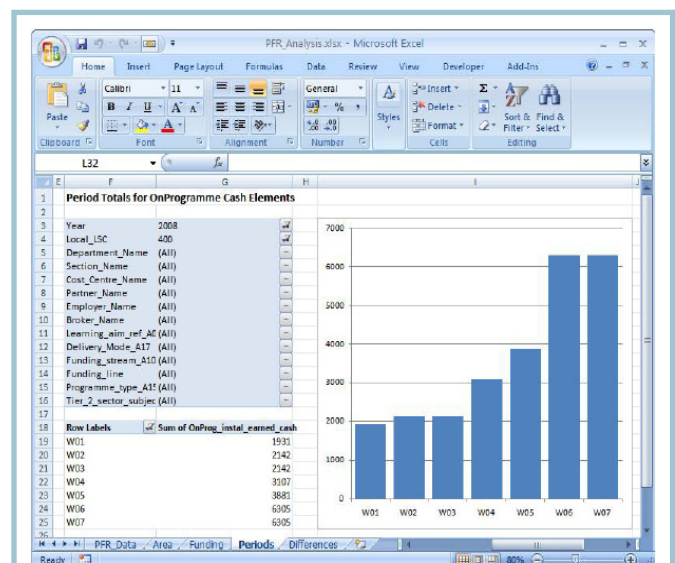 PFR_Analysis.xlsx - Microsoft Excel
Home Insert Page Layout Formulas Data Review View Developer Add-Ins
Calibri 11 General Insert Σ
Paste B I U A A % , Styles Delete Sort & Find &
Format Filter Select
Clipboard Font Alignment Number Cells Editing
L32 fx
E F G H I J
1 Period Totals for OnProgramme Cash Elements
2
3 Year 2008
4 Local_LSC 400
5 Department_Name (All)
6 Section_Name (All)
7 Cost_Centre_Name (All)
8 Partner_Name (All)
9 Employer_Name (All)
10 Broker_Name (All)
11 Learning_aim_ref_A0 (All)
12 Delivery_Mode_A17 (All)
13 Funding_stream_A10 (All)
14 Funding_line (All)
15 Programme_type_A15 (All)
16 Tier_2_sector_subjec (All)
17
18 Row Labels Sum of OnProg_instal_earned_cash
19 W01 1931
20 W02 2142
21 W03 2142
22 W04 3107
23 W05 3881
24 W06 6305
25 W07 6305
26
7000
6000
5000
4000
3000
2000
1000
0
W01 W02 W03 W04 W05 W06 W07
PFR_Data Area Funding Periods Differences
Ready 80%